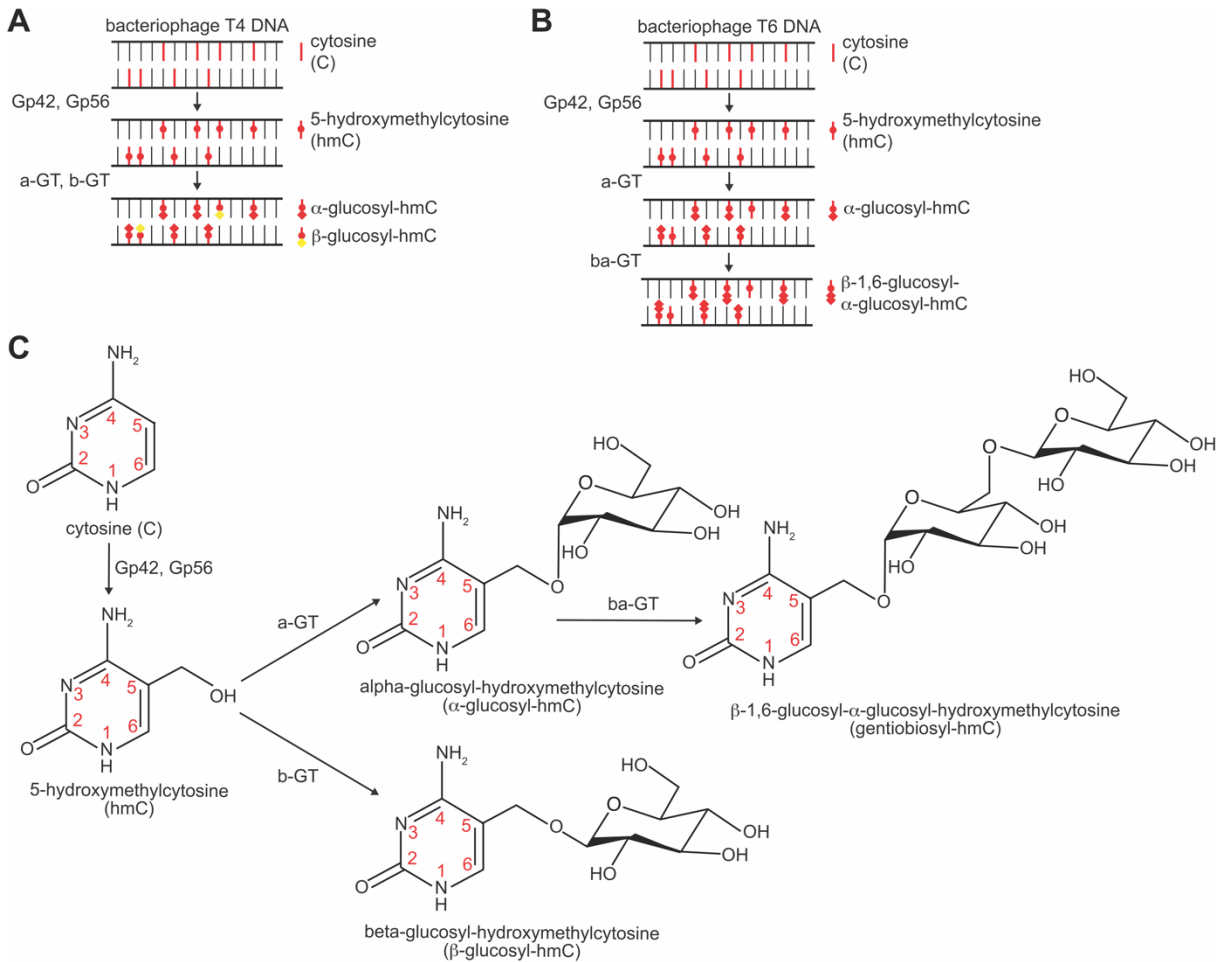 A
bacteriophage T4 DNA
cytosine
(C)
Gp42, Gp56
5-hydroxymethylcytosine
(hmC)
a-GT, b-GT
α-glucosyl-hmC
β-glucosyl-hmC
B
bacteriophage T6 DNA
cytosine
(C)
Gp42, Gp56
5-hydroxymethylcytosine
(hmC)
a-GT
α-glucosyl-hmC
ba-GT
β-1,6-glucosyl-
α-glucosyl-hmC
C
NH2
N 3 4 5
2 1 6
O N
H
cytosine (C)
Gp42, Gp56
NH2
N 3 4 5
2 1 6 OH
O N
H
5-hydroxymethylcytosine
(hmC)
a-GT
b-GT
HO
O
OH
HO OH
NH2
O
N 3 4 5
2 1 6
O N
H
alpha-glucosyl-hydroxymethylcytosine
(α-glucosyl-hmC)
ba-GT
HO
O
O OH
HO OH
O
OH
HO OH
NH2
O
N 3 4 5
2 1 6
O N
H
β-1,6-glucosyl-α-glucosyl-hydroxymethylcytosine
(gentiobiosyl-hmC)
HO
NH2
O
O OH
HO OH
N 3 4 5
2 1 6
O N
H
beta-glucosyl-hydroxymethylcytosine
(β-glucosyl-hmC)